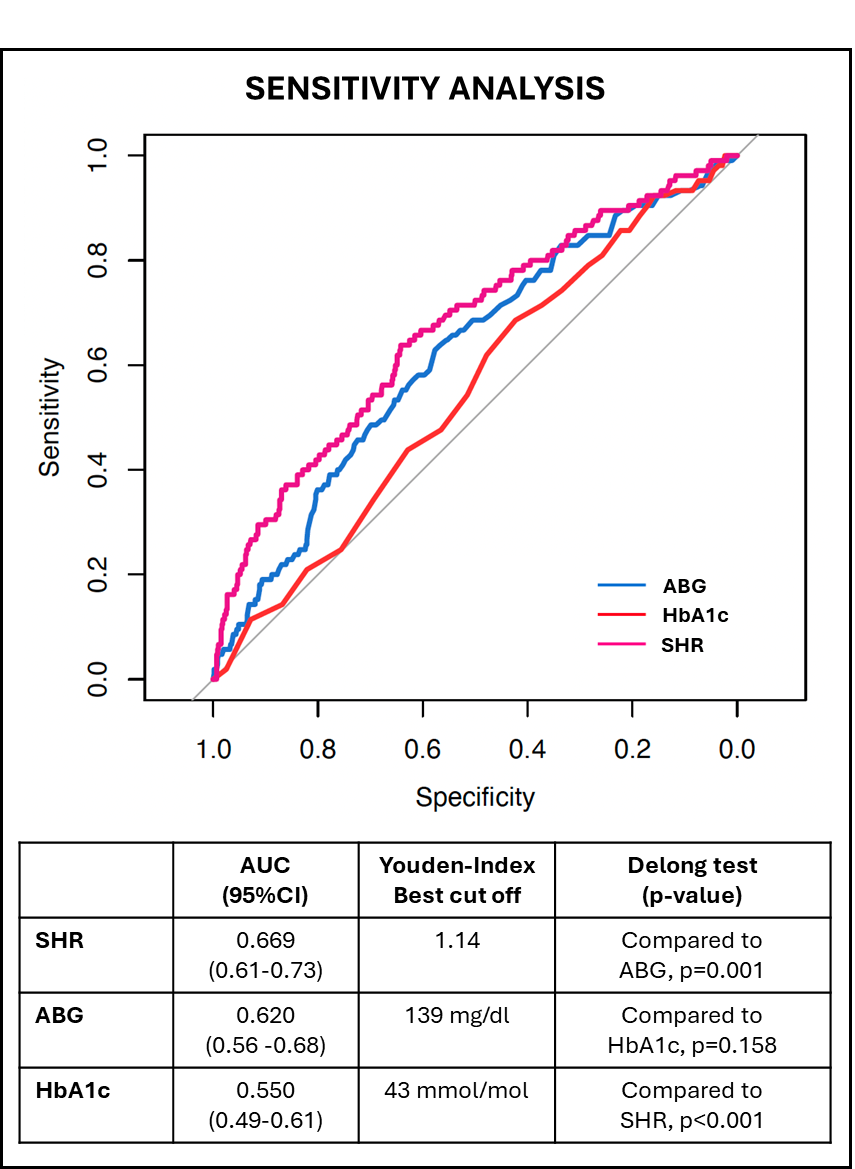 SENSITIVITY ANALYSIS
1.0
0.8
0.6
0.4
0.2
0.0
Sensitivity
ABG
HbA1c
SHR
1.0 0.8 0.6 0.4 0.2 0.0
Specificity
AUC
(95%CI)
Youden-Index
Best cut off
Delong test
(p-value)
SHR
0.669
(0.61-0.73)
1.14
Compared to
ABG, p=0.001
ABG
0.620
(0.56 -0.68)
139 mg/dl
Compared to
HbA1c, p=0.158
HbA1c
0.550
(0.49-0.61)
43 mmol/mol
Compared to
SHR, p<0.001